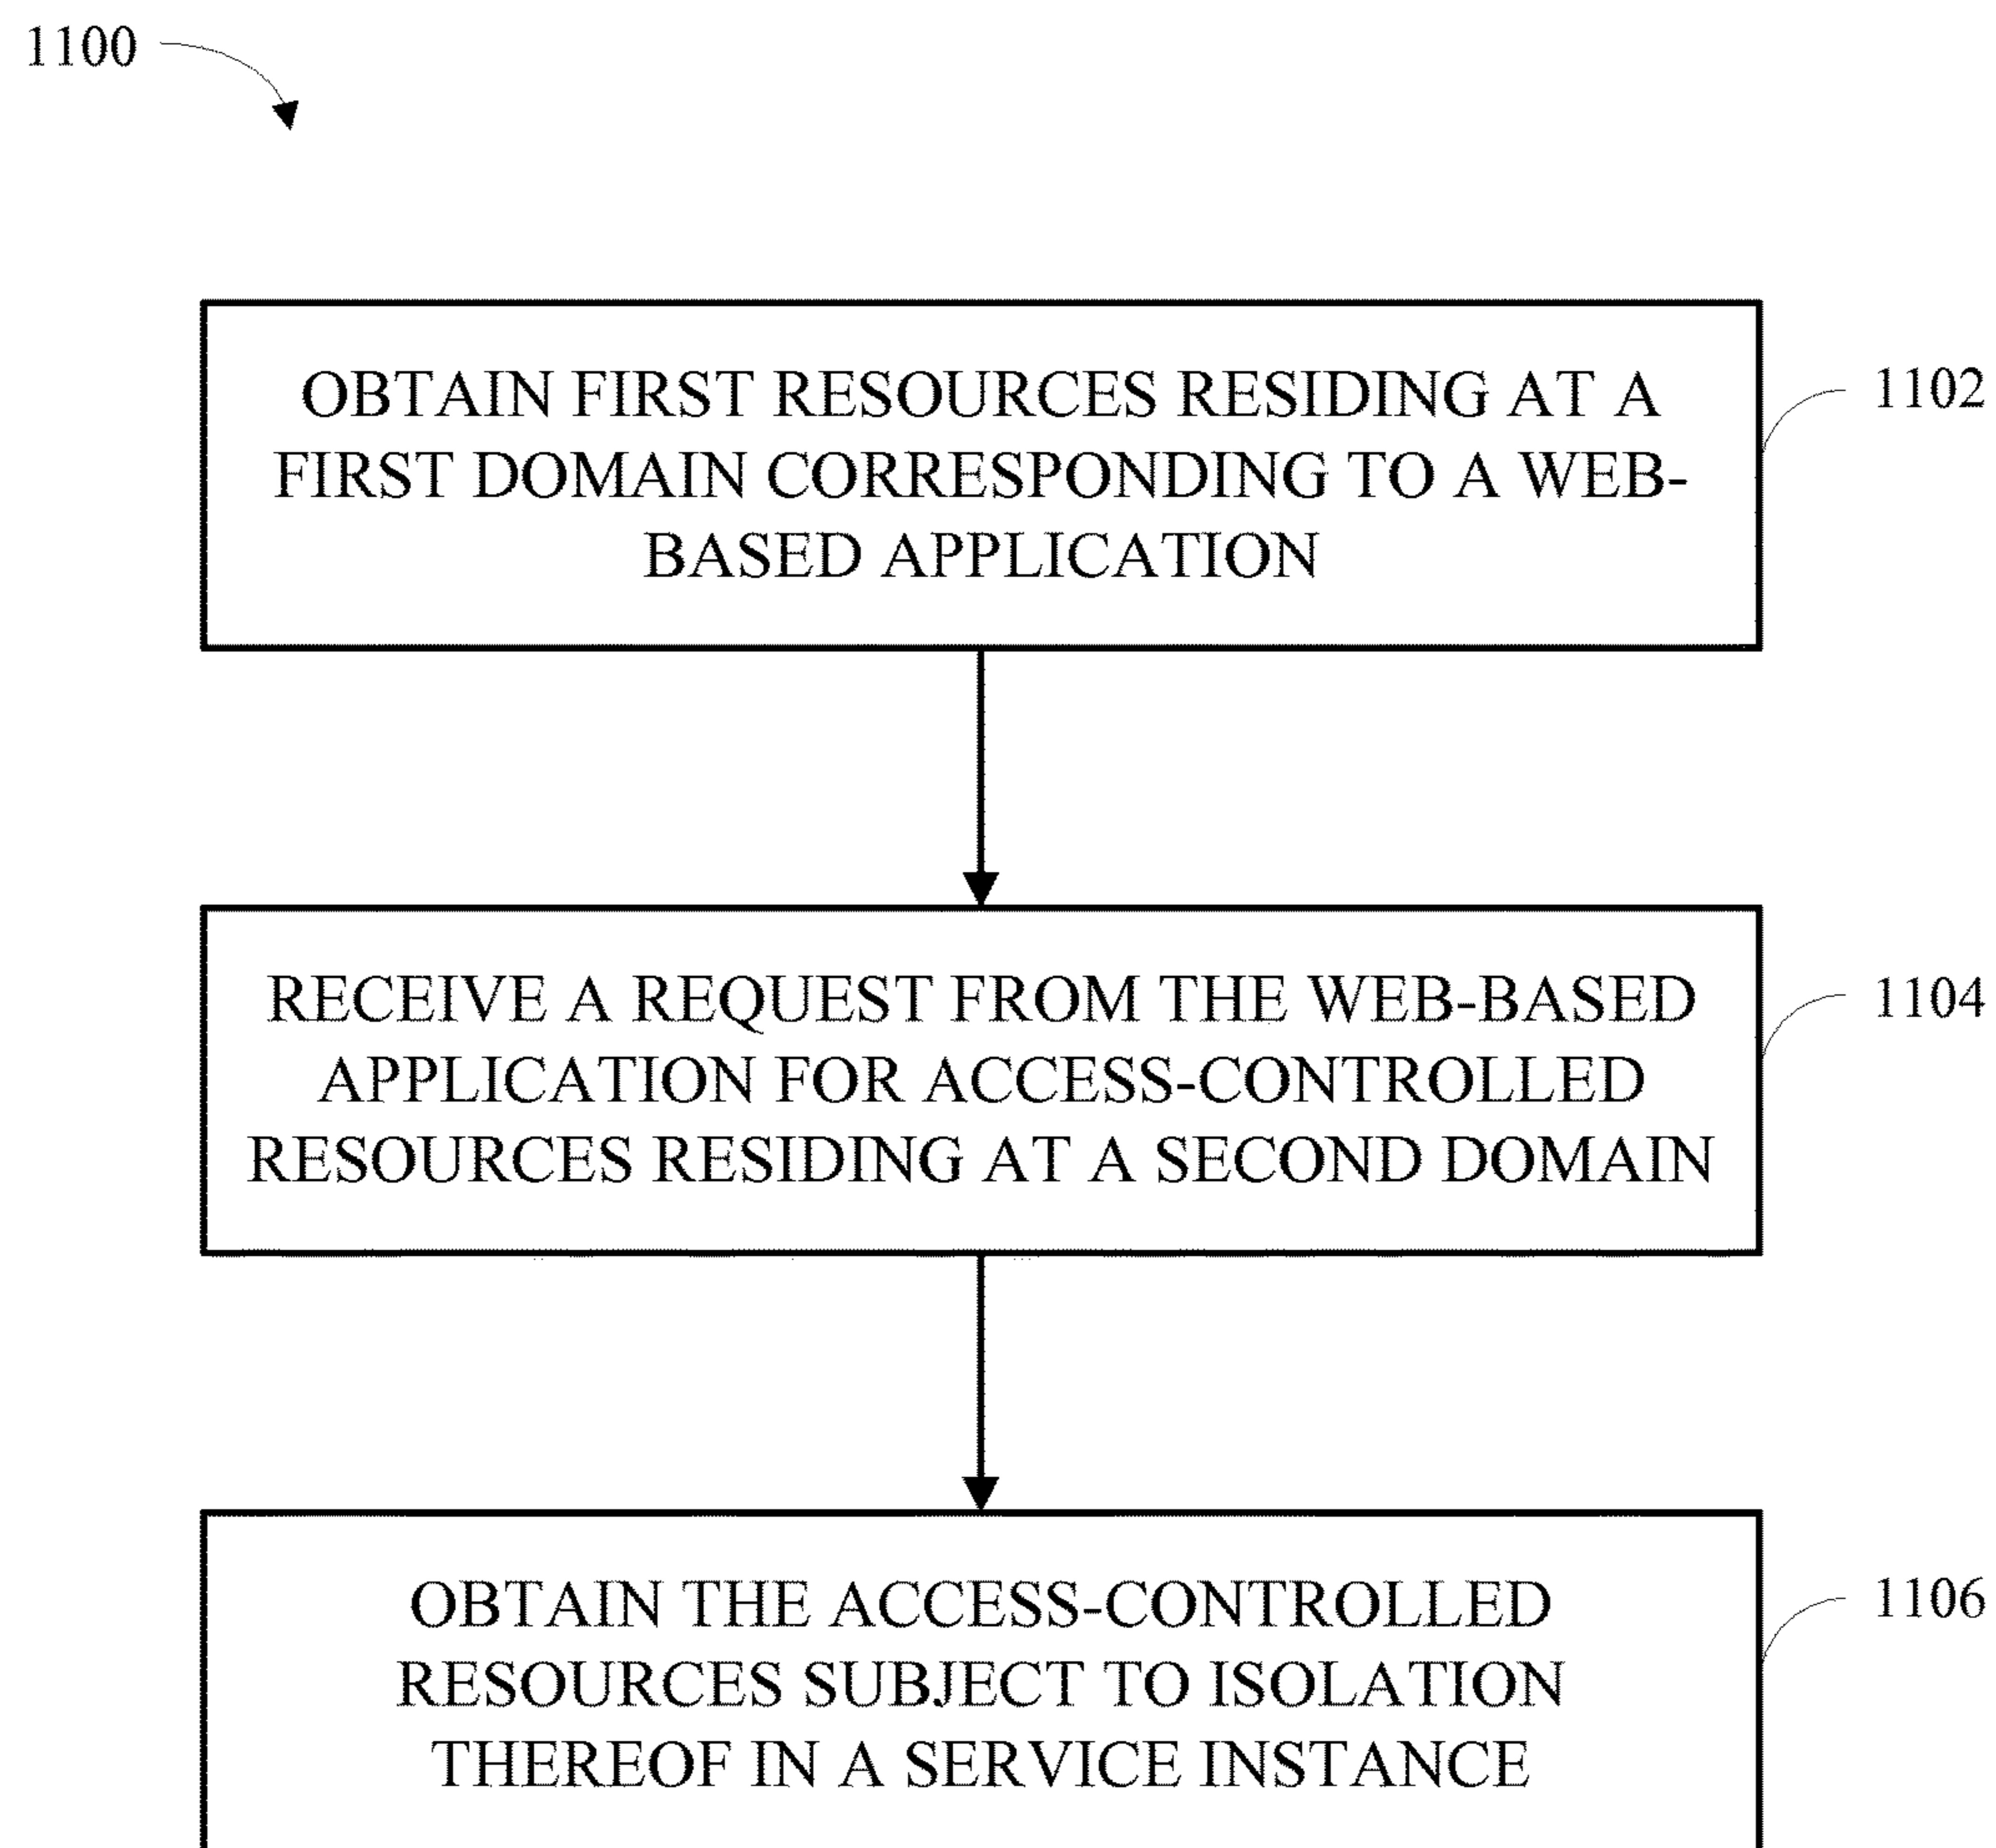 1100
OBTAIN FIRST RESOURCES RESIDING AT A
FIRST DOMAIN CORRESPONDING TO A WEB-
BASED APPLICATION
1102
RECEIVE A REQUEST FROM THE WEB-BASED
APPLICATION FOR ACCESS-CONTROLLED
RESOURCES RESIDING AT A SECOND DOMAIN
1104
OBTAIN THE ACCESS-CONTROLLED
RESOURCES SUBJECT TO ISOLATION
THEREOF IN A SERVICE INSTANCE
1106